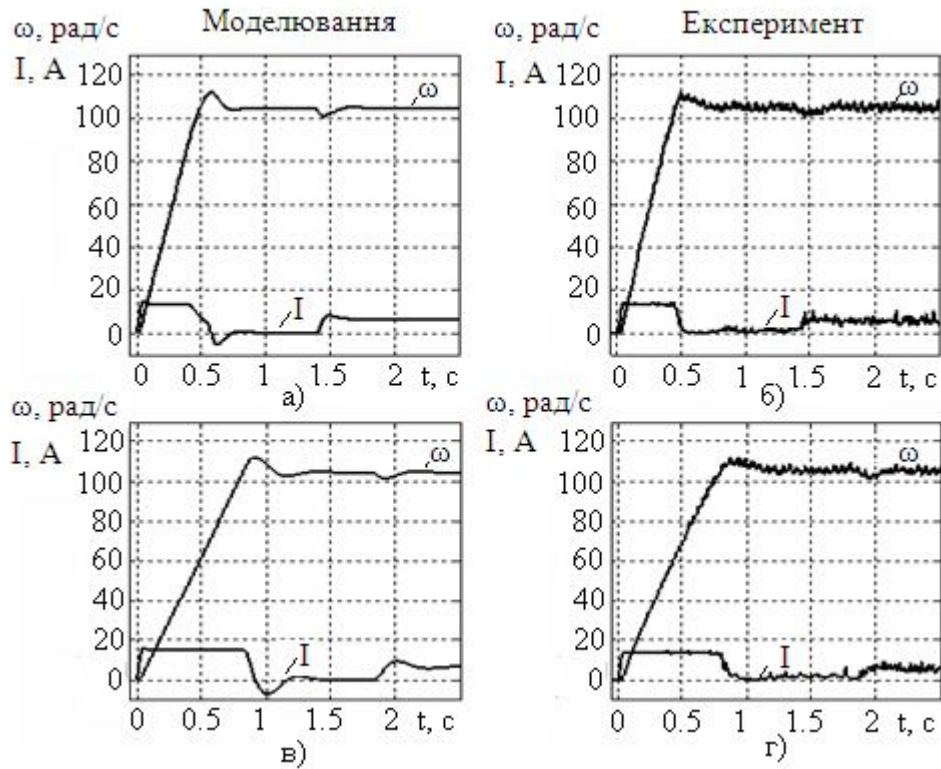 Моделювання
Експеримент
ω, рад/с
I, А
120
100
80
60
40
20
0
ω
I
0 0.5 1 1.5 2 t, с
а)
ω, рад/с
I, А
120
100
80
60
40
20
0
ω
I
0 0.5 1 1.5 2 t, с
б)
ω, рад/с
I, А
120
100
80
60
40
20
0
ω
I
0 0.5 1 1.5 2 t, с
в)
ω, рад/с
I, А
120
100
80
60
40
20
0
ω
I
0 0.5 1 1.5 2 t, с
г)